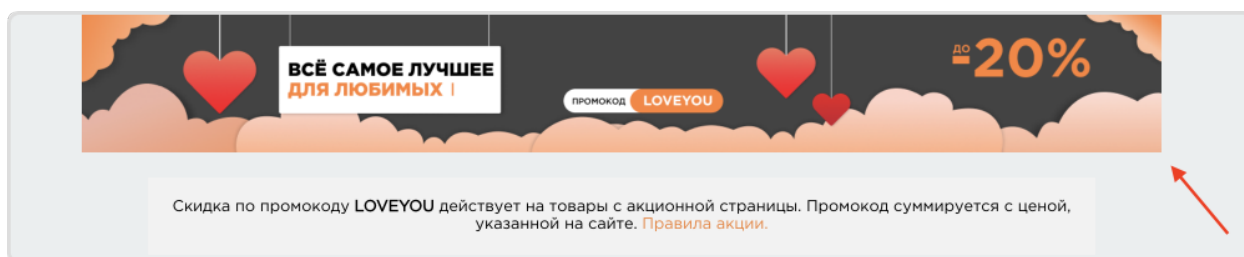 ВСЁ САМОЕ ЛУЧШЕЕ
ДЛЯ ЛЮБИМЫХ
ПРОМОКОД LOVEYOU
ДО
-20%
Скидка по промокоду LOVEYOU действует на товары с акционной страницы. Промокод суммируется с ценой,
указанной на сайте. Правила акции.